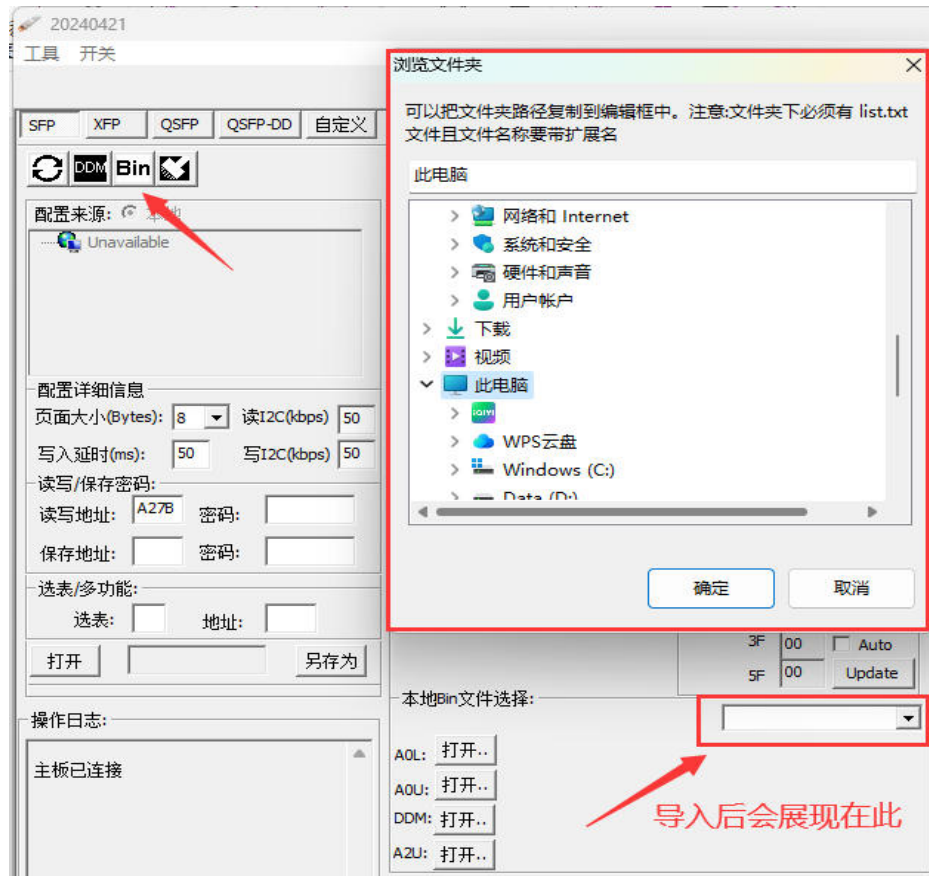 20240421
工具 开关
SFP XFP QSFP QSFP-DD 自定义
DDM Bin
配置来源:
Unavailable
配置详细信息
页面大小(Bytes): 8 读I2C(kbps) 50
写入延时(ms): 50 写I2C(kbps) 50
读写/保存密码:
读写地址: A27B 密码:
保存地址: 密码:
选表/多功能:
选表: 地址:
打开 另存为
操作日志:
主板已连接
浏览文件夹
可以把文件夹路径复制到编辑框中。注意:文件夹下必须有 list.txt
文件且文件名称要带扩展名
此电脑
网络和 Internet
系统和安全
硬件和声音
用户帐户
下载
视频
此电脑
WPS云盘
Windows (C:)
Data (D:)
确定 取消
3F 00 Auto
5F 00 Update
本地Bin文件选择:
A0L: 打开..
A0U: 打开..
DDM: 打开..
A2U: 打开..
导入后会展现在此